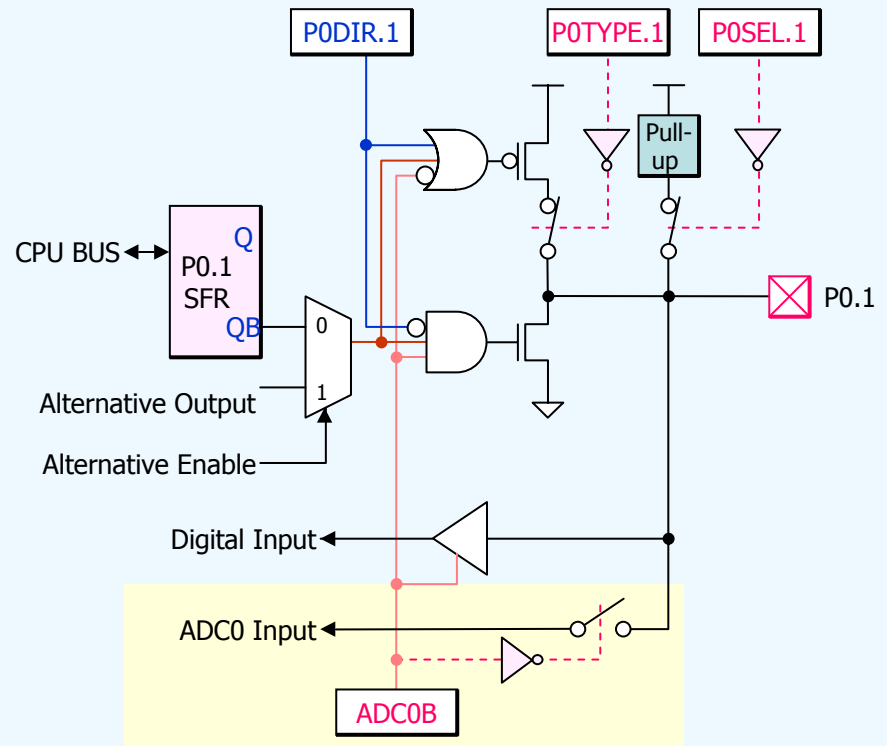 P0DIR.1
P0TYPE.1
P0SEL.1
Pull-
up
CPU BUS
Q
P0.1
SFR
QB
0
1
P0.1
Alternative Output
Alternative Enable
Digital Input
ADC0 Input
ADC0B